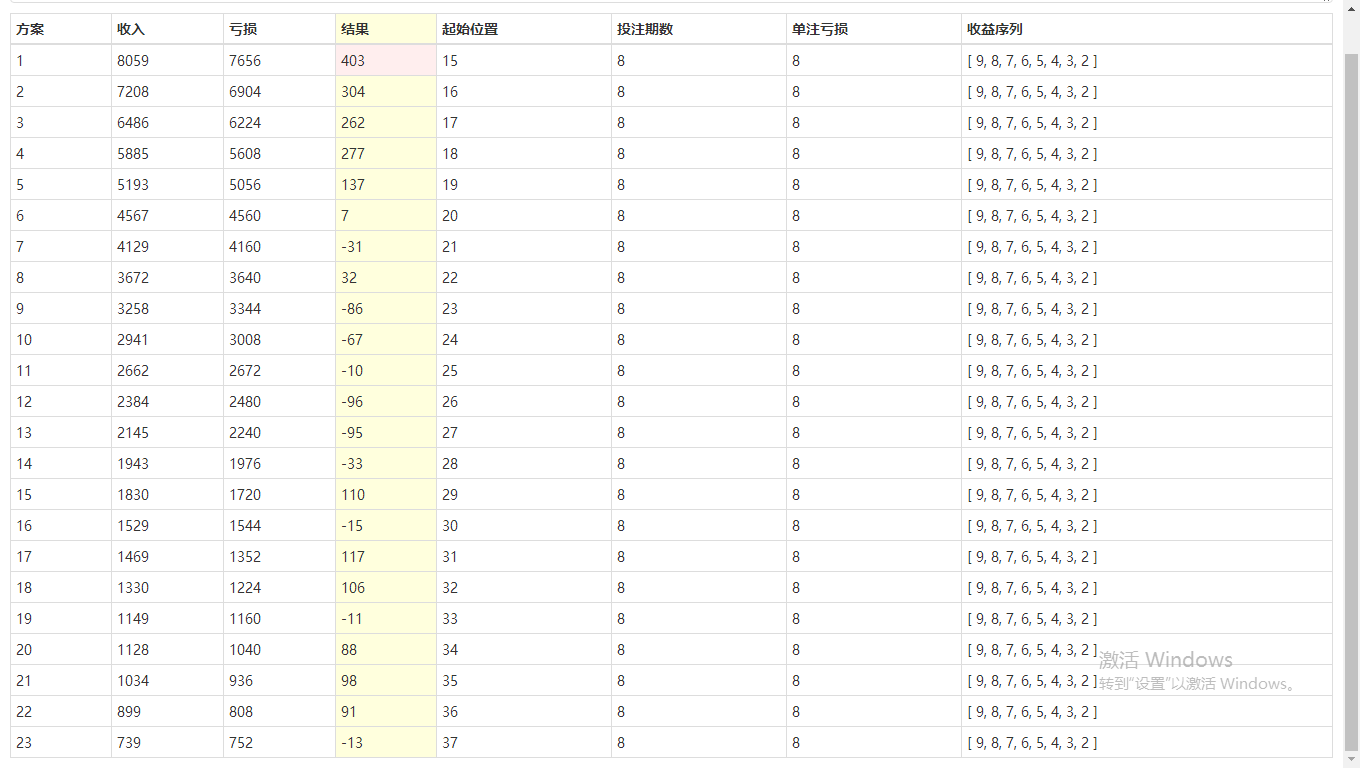 方案 收入 亏损 结果 起始位置 投注期数 单注亏损 收益序列
1 8059 7656 403 15 8 8 [ 9, 8, 7, 6, 5, 4, 3, 2 ]
2 7208 6904 304 16 8 8 [ 9, 8, 7, 6, 5, 4, 3, 2 ]
3 6486 6224 262 17 8 8 [ 9, 8, 7, 6, 5, 4, 3, 2 ]
4 5885 5608 277 18 8 8 [ 9, 8, 7, 6, 5, 4, 3, 2 ]
5 5193 5056 137 19 8 8 [ 9, 8, 7, 6, 5, 4, 3, 2 ]
6 4567 4560 7 20 8 8 [ 9, 8, 7, 6, 5, 4, 3, 2 ]
7 4129 4160 -31 21 8 8 [ 9, 8, 7, 6, 5, 4, 3, 2 ]
8 3672 3640 32 22 8 8 [ 9, 8, 7, 6, 5, 4, 3, 2 ]
9 3258 3344 -86 23 8 8 [ 9, 8, 7, 6, 5, 4, 3, 2 ]
10 2941 3008 -67 24 8 8 [ 9, 8, 7, 6, 5, 4, 3, 2 ]
11 2662 2672 -10 25 8 8 [ 9, 8, 7, 6, 5, 4, 3, 2 ]
12 2384 2480 -96 26 8 8 [ 9, 8, 7, 6, 5, 4, 3, 2 ]
13 2145 2240 -95 27 8 8 [ 9, 8, 7, 6, 5, 4, 3, 2 ]
14 1943 1976 -33 28 8 8 [ 9, 8, 7, 6, 5, 4, 3, 2 ]
15 1830 1720 110 29 8 8 [ 9, 8, 7, 6, 5, 4, 3, 2 ]
16 1529 1544 -15 30 8 8 [ 9, 8, 7, 6, 5, 4, 3, 2 ]
17 1469 1352 117 31 8 8 [ 9, 8, 7, 6, 5, 4, 3, 2 ]
18 1330 1224 106 32 8 8 [ 9, 8, 7, 6, 5, 4, 3, 2 ]
19 1149 1160 -11 33 8 8 [ 9, 8, 7, 6, 5, 4, 3, 2 ]
20 1128 1040 88 34 8 8 [ 9, 8, 7, 6, 5, 4, 3, 2 ]
激活 Windows
21 1034 936 98 35 8 8 [ 9, 8, 7, 6, 5, 4, 3, 2 ]
转到“设置”以激活 Windows。
22 899 808 91 36 8 8 [ 9, 8, 7, 6, 5, 4, 3, 2 ]
23 739 752 -13 37 8 8 [ 9, 8, 7, 6, 5, 4, 3, 2 ]